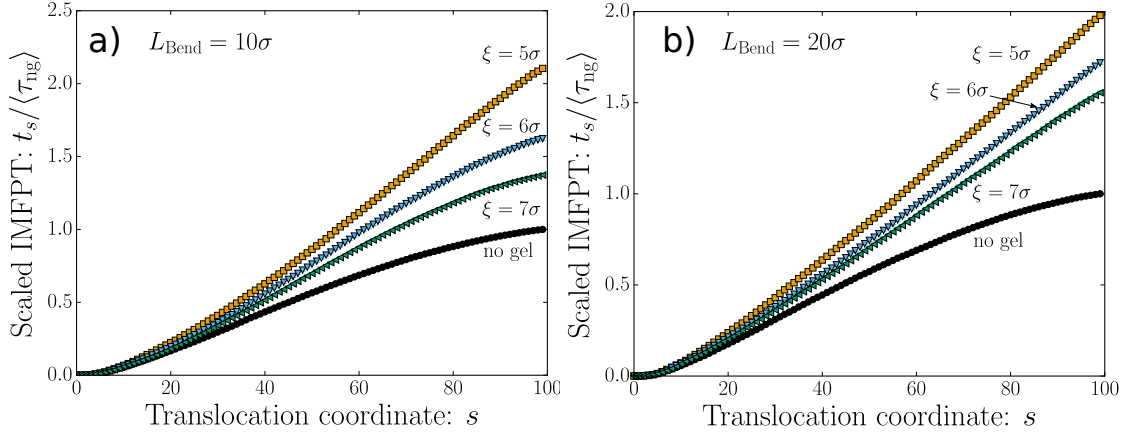 a)
L_Bend = 10σ
Scaled IMFPT: t_s/⟨τ_ng⟩
2.5
2.0
1.5
1.0
0.5
0.0
ξ = 5σ
ξ = 6σ
ξ = 7σ
no gel
0
20
40
60
80
100
Translocation coordinate: s
b)
L_Bend = 20σ
Scaled IMFPT: t_s/⟨τ_ng⟩
2.0
1.5
1.0
0.5
0.0
ξ = 5σ
ξ = 6σ
ξ = 7σ
no gel
0
20
40
60
80
100
Translocation coordinate: s